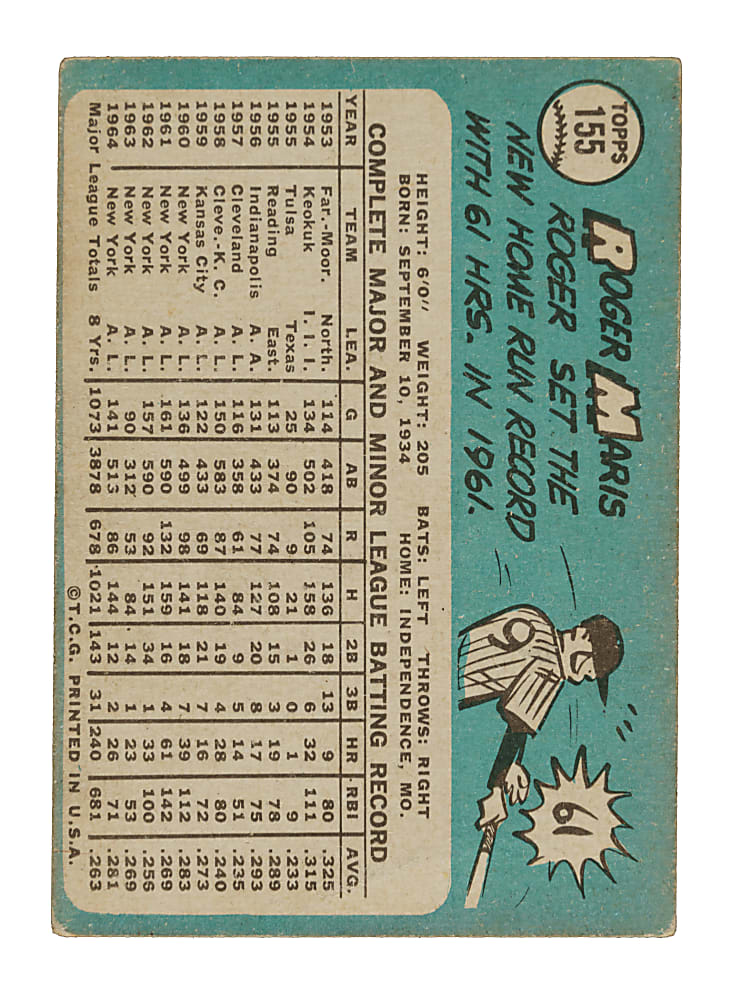 TOPPS
155
ROGER MARIS
ROGER SET THE
NEW HOME RUN RECORD
WITH 61 HRS. IN 1961.
9
61
HEIGHT: 6'0" WEIGHT: 205 BATS: LEFT THROWS: RIGHT
BORN: SEPTEMBER 10, 1934 HOME: INDEPENDENCE, MO.
COMPLETE MAJOR AND MINOR LEAGUE BATTING RECORD
YEAR TEAM LEA. G AB R H 2B 3B HR RBI AVG.
1953 Far.-Moor. North. 114 418 74 136 18 13 9 80 .325
1954 Keokuk I. I. I. 134 502 105 158 26 6 32 111 .315
1955 Tulsa Texas 25 90 9 21 1 0 1 9 .233
1955 Reading East. 113 374 74 108 15 3 19 78 .289
1956 Indianapolis A. A. 131 433 77 127 20 8 17 75 .293
1957 Cleveland A. L. 116 358 61 84 9 5 14 51 .235
1958 Cleve.-K. C. A. L. 150 583 87 140 19 4 28 80 .240
1959 Kansas City A. L. 122 433 69 118 21 7 16 72 .273
1960 New York A. L. 136 499 98 141 18 7 39 112 .283
1961 New York A. L. 161 590 132 159 16 4 61 142 .269
1962 New York A. L. 157 590 92 151 34 1 33 100 .256
1963 New York A. L. 90 312 53 84 14 1 23 53 .269
1964 New York A. L. 141 513 86 144 12 2 26 71 .281
Major League Totals 8 Yrs. 1073 3878 678 1021 143 31 240 681 .263
©T.C.G. PRINTED IN U.S.A.